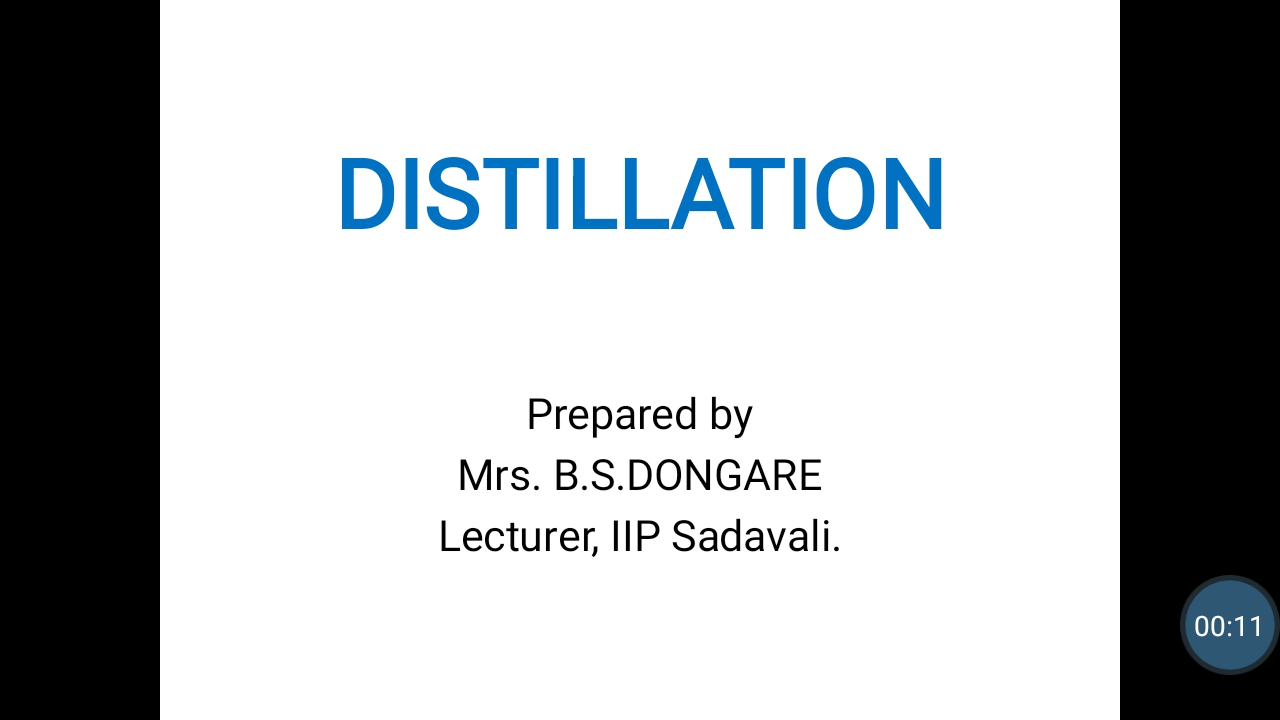 DISTILLATION
Prepared by
Mrs. B.S.DONGARE
Lecturer, IIP Sadavali.
00:11